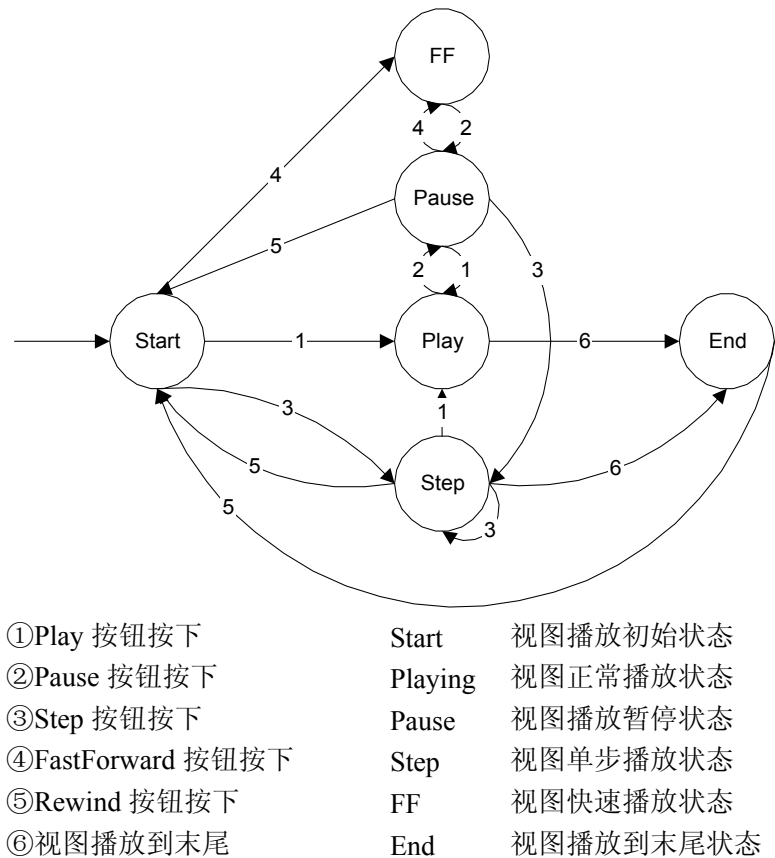 FF
4 2
4
Pause
5
2 1 3
Start 1 Play 6 End
3 1
5 Step 6
5 3
①Play 按钮按下 Start 视图播放初始状态
②Pause 按钮按下 Playing 视图正常播放状态
③Step 按钮按下 Pause 视图播放暂停状态
④FastForward 按钮按下 Step 视图单步播放状态
⑤Rewind 按钮按下 FF 视图快速播放状态
⑥视图播放到末尾 End 视图播放到末尾状态